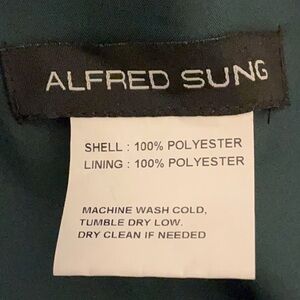 ALFRED SUNG
SHELL : 100% POLYESTER
LINING : 100% POLYESTER
MACHINE WASH COLD,
TUMBLE DRY LOW.
DRY CLEAN IF NEEDED